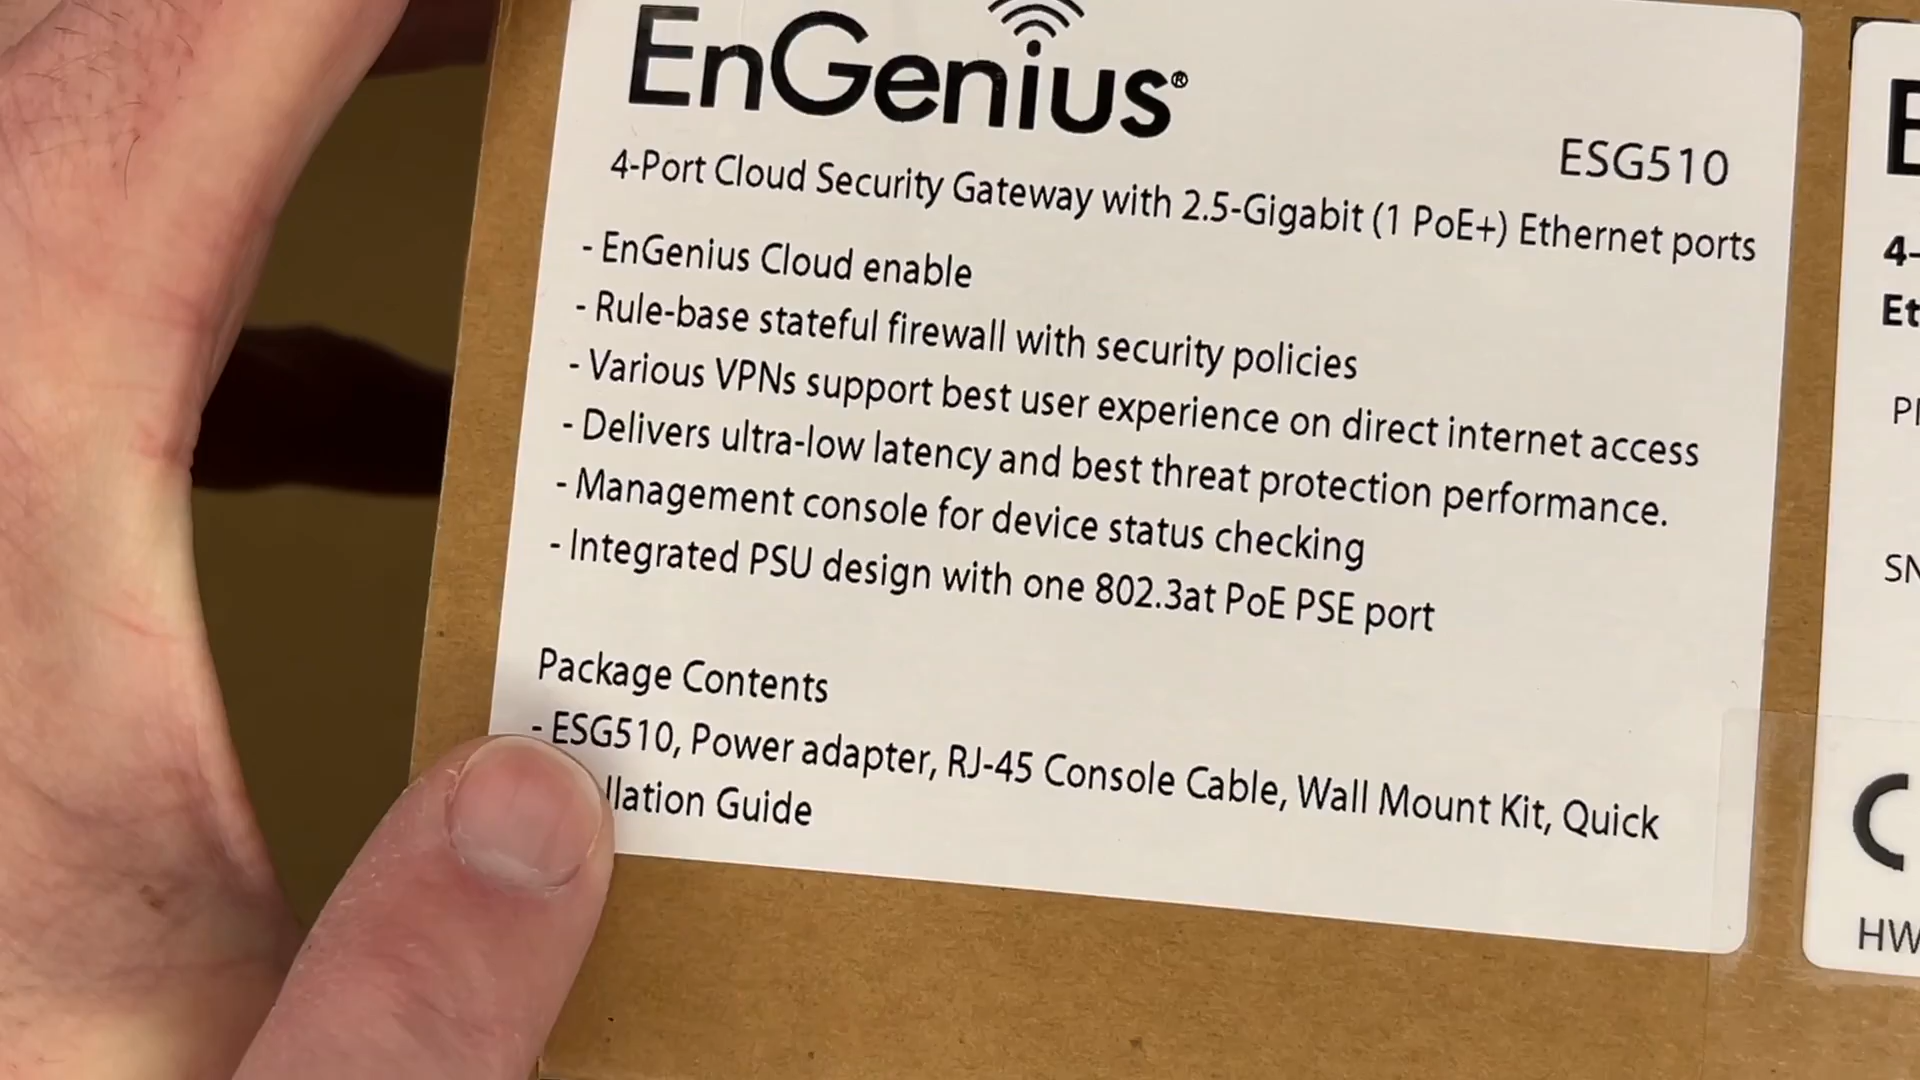 EnGenius®
ESG510
4-Port Cloud Security Gateway with 2.5-Gigabit (1 PoE+) Ethernet ports
- EnGenius Cloud enable
- Rule-base stateful firewall with security policies
- Various VPNs support best user experience on direct internet access
- Delivers ultra-low latency and best threat protection performance.
- Management console for device status checking
- Integrated PSU design with one 802.3at PoE PSE port
Package Contents
- ESG510, Power adapter, RJ-45 Console Cable, Wall Mount Kit, Quick
llation Guide
4-
Et
SN
HW